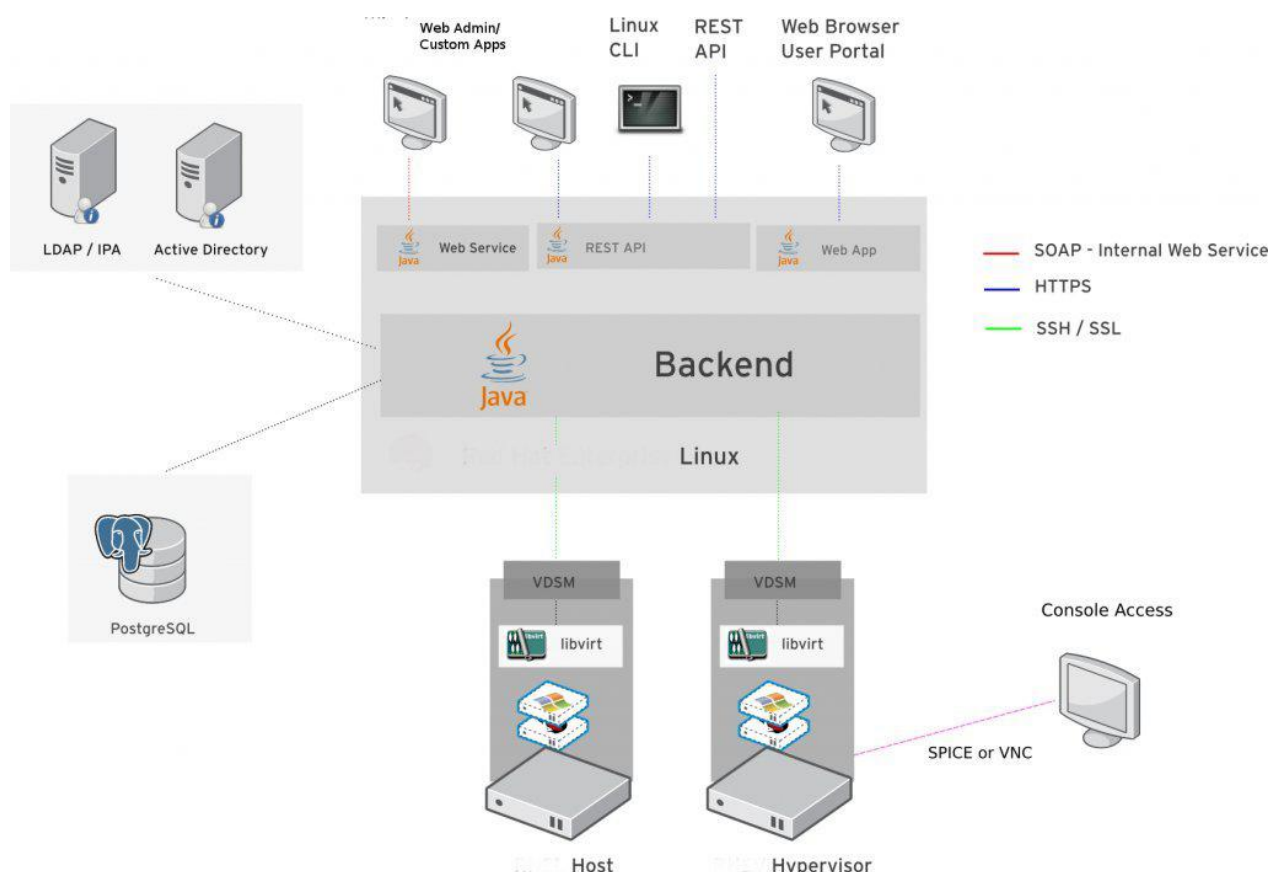 Web Admin/
Custom Apps
Linux
CLI
REST
API
Web Browser
User Portal
LDAP / IPA
Active Directory
Java
Web Service
Java
REST API
Java
Web App
SOAP - Internal Web Service
HTTPS
SSH / SSL
Java
Backend
Linux
PostgreSQL
VDSM
VDSM
libvirt
libvirt
libvirt
libvirt
Console Access
SPICE or VNC
Host
Hypervisor